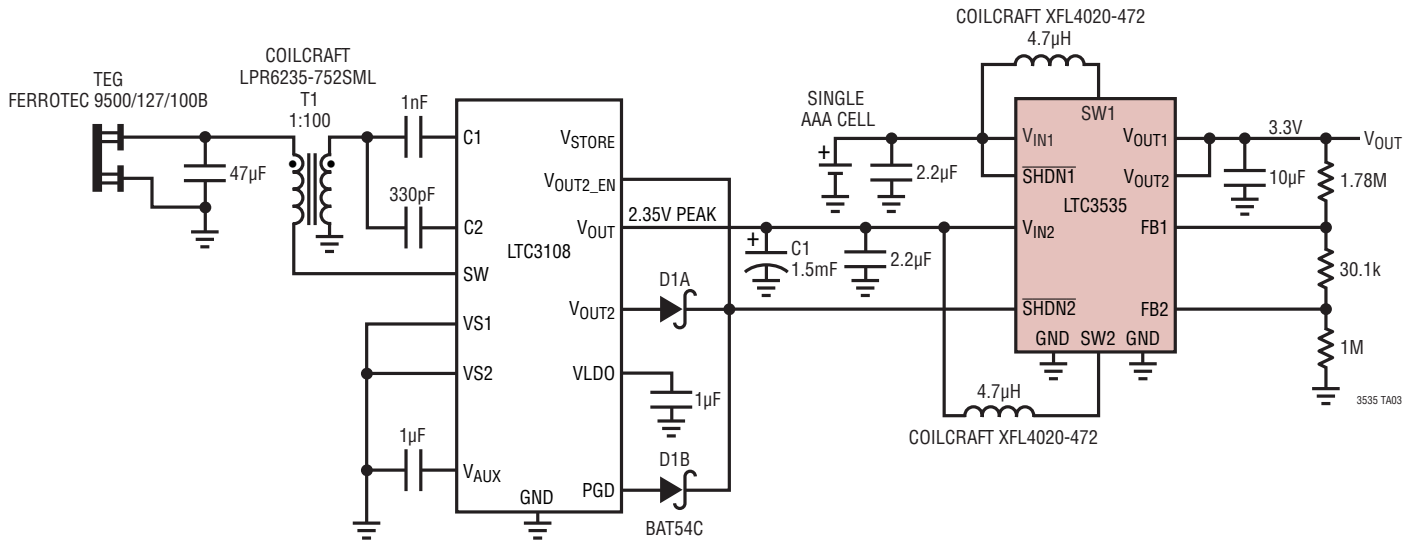 TEG
FERROTEC 9500/127/100B
47µF
COILCRAFT
LPR6235-752SML
T1
1:100
1nF
330pF
C1
C2
SW
VS1
VS2
VAUX
1µF
LTC3108
VSTORE
VOUT2_EN
VOUT
VOUT2
VLDO
PGD
GND
2.35V PEAK
D1A
1µF
D1B
BAT54C
+
C1
1.5mF
2.2µF
SINGLE
AAA CELL
+
2.2µF
COILCRAFT XFL4020-472
4.7µH
SW1
VIN1
SHDN1
VIN2
SHDN2
LTC3535
VOUT1
VOUT2
FB1
FB2
GND SW2 GND
4.7µH
COILCRAFT XFL4020-472
3.3V
VOUT
10µF
1.78M
30.1k
1M
3535 TA03